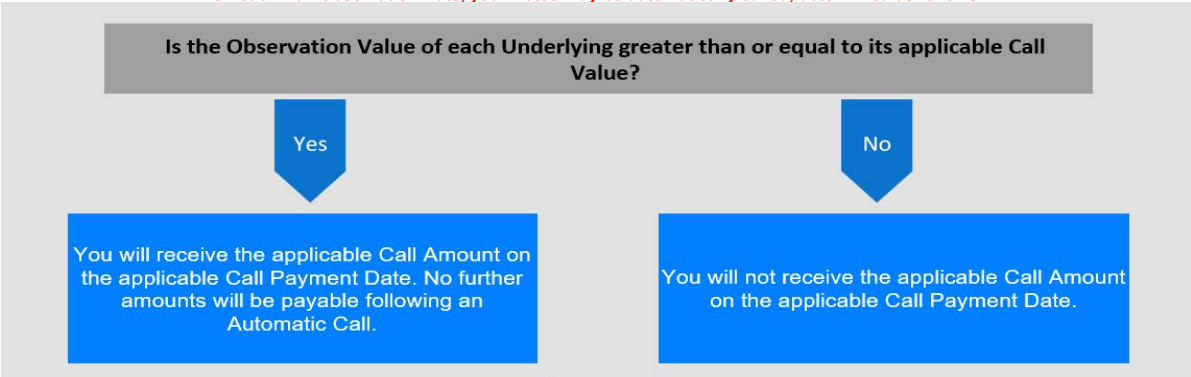 Is the Observation Value of each Underlying greater than or equal to its applicable Call
Value?
Yes
No
You will receive the applicable Call Amount on
the applicable Call Payment Date. No further
amounts will be payable following an
Automatic Call.
You will not receive the applicable Call Amount
on the applicable Call Payment Date.